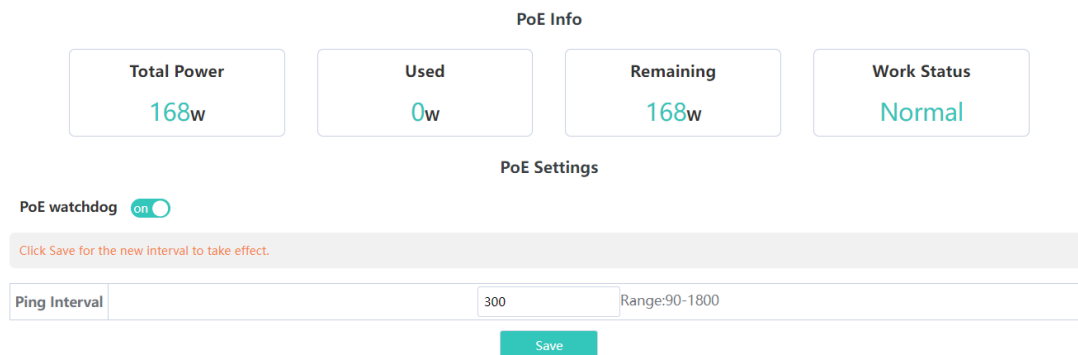 PoE Info
Total Power Used Remaining Work Status
168w 0w 168w Normal
PoE Settings
PoE watchdog on
Click Save for the new interval to take effect.
Ping Interval 300 Range:90-1800
Save